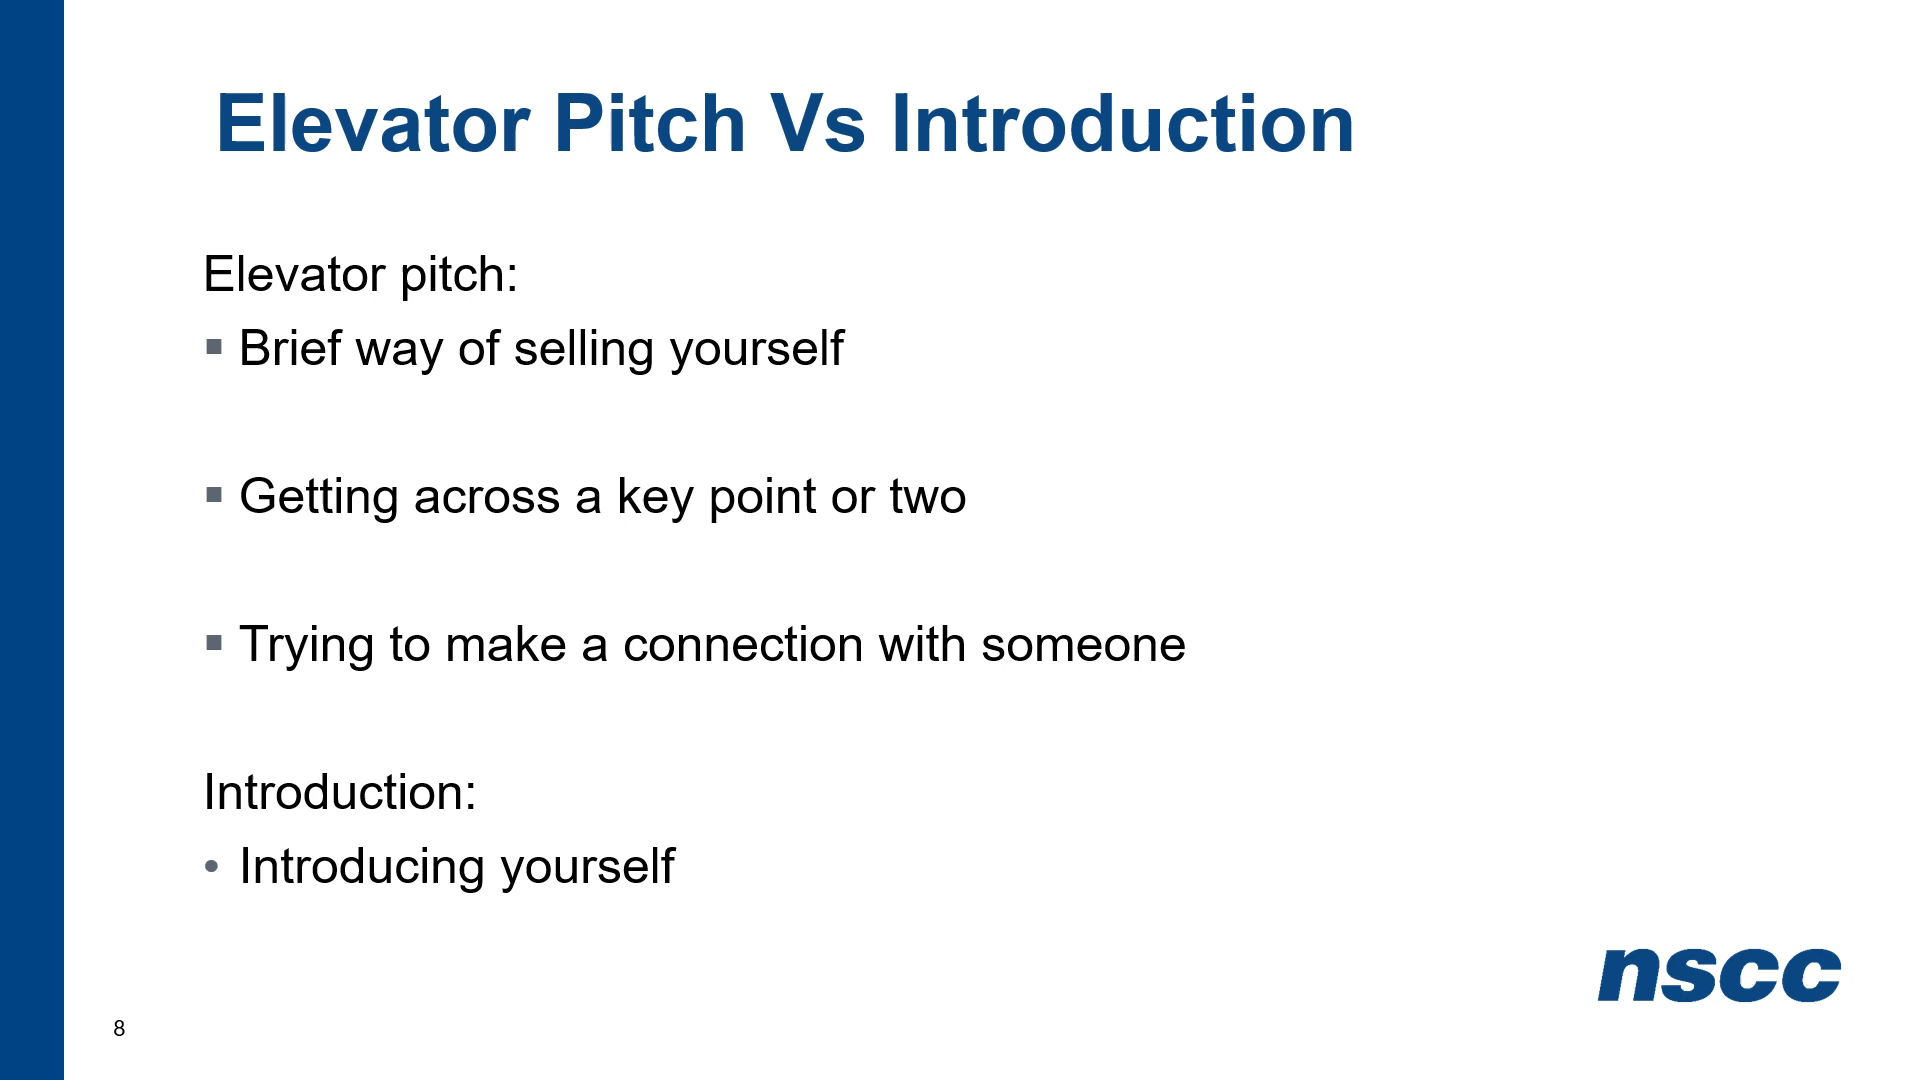 Elevator Pitch Vs Introduction
Elevator pitch:
▪ Brief way of selling yourself
▪ Getting across a key point or two
▪ Trying to make a connection with someone
Introduction:
• Introducing yourself
nscc
8